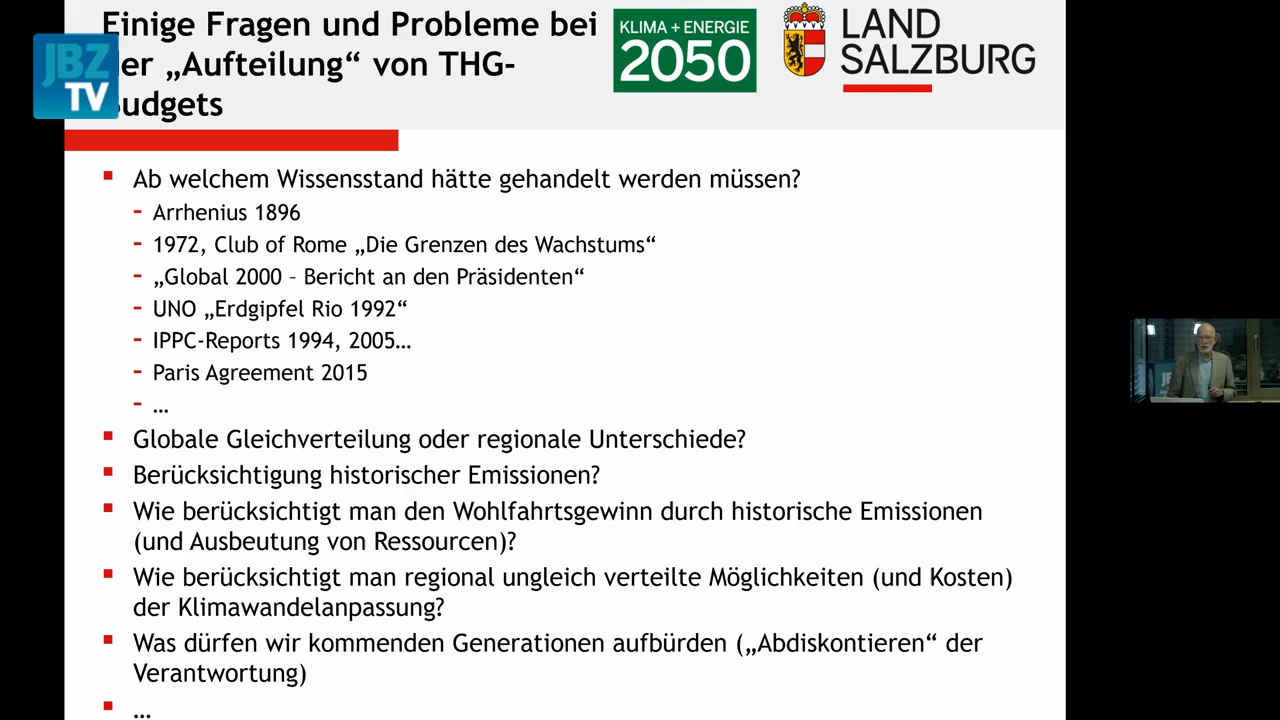 Einige Fragen und Probleme bei
der „Aufteilung“ von THG-
Budgets
JBZ
TV
KLIMA + ENERGIE
2050
LAND
SALZBURG
Ab welchem Wissensstand hätte gehandelt werden müssen?
- Arrhenius 1896
- 1972, Club of Rome „Die Grenzen des Wachstums“
- „Global 2000 – Bericht an den Präsidenten“
- UNO „Erdgipfel Rio 1992“
- IPPC-Reports 1994, 2005…
- Paris Agreement 2015
- …
Globale Gleichverteilung oder regionale Unterschiede?
Berücksichtigung historischer Emissionen?
Wie berücksichtigt man den Wohlfahrtsgewinn durch historische Emissionen
(und Ausbeutung von Ressourcen)?
Wie berücksichtigt man regional ungleich verteilte Möglichkeiten (und Kosten)
der Klimawandelanpassung?
Was dürfen wir kommenden Generationen aufbürden („Abdiskontieren“ der
Verantwortung)
…